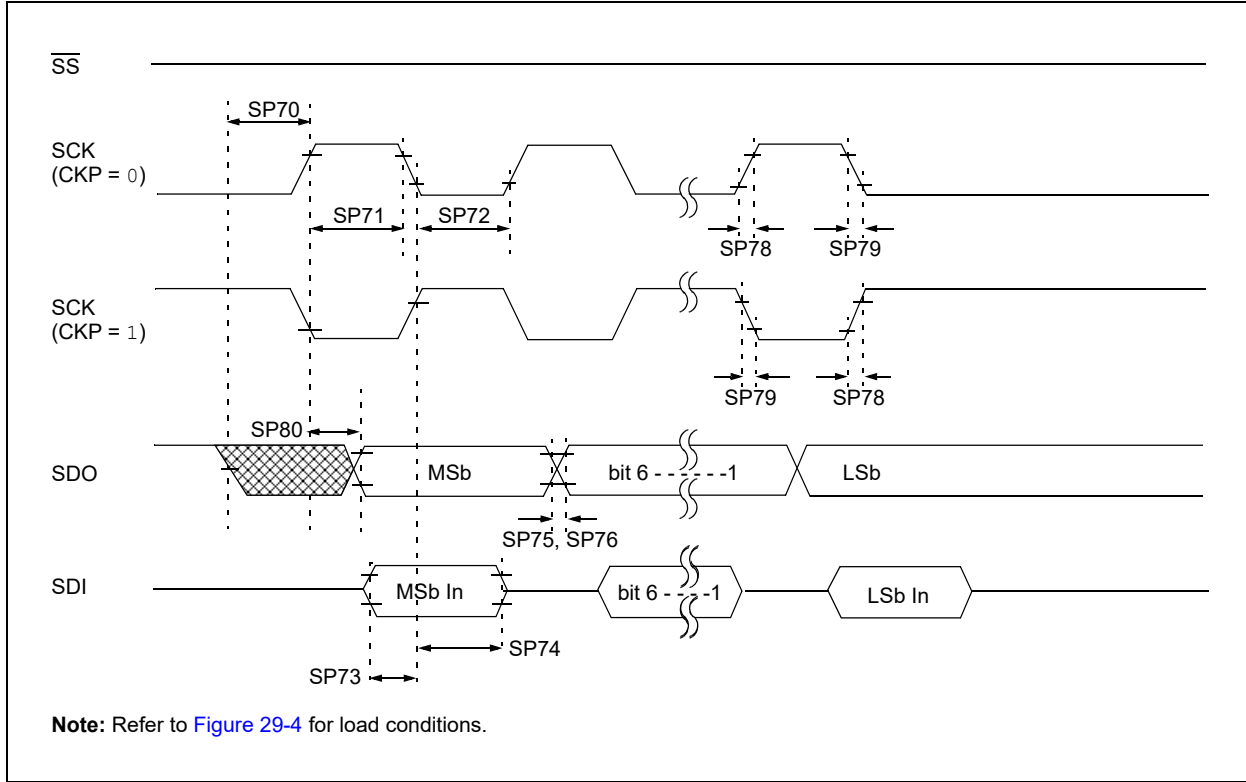 SS
SP70
SCK
(CKP = 0)
SP71
SP72
SP78
SP79
SCK
(CKP = 1)
SP79
SP78
SP80
SDO
MSb
bit 6 - - - - - -1
LSb
SP75, SP76
SDI
MSb In
bit 6 - - - -1
LSb In
SP74
SP73
Note: Refer to Figure 29-4 for load conditions.